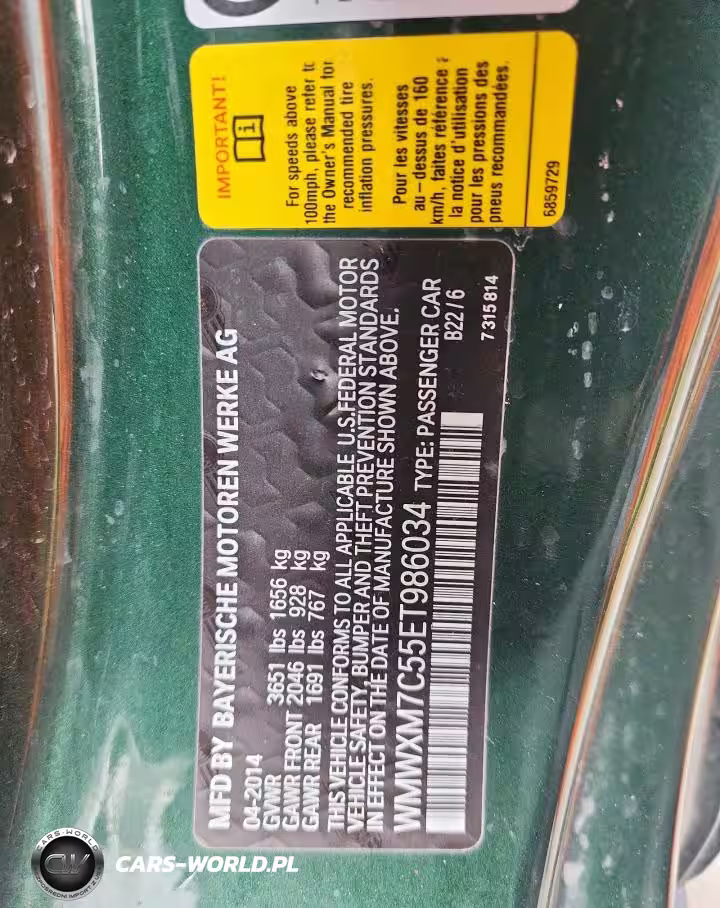 IMPORTANT!
For speeds above
100mph, please refer to
the Owner's Manual for
recommended tire
inflation pressures.
Pour les vitesses
au-dessus de 160
km/h, faites référence
la notice d'utilisation
pour les pressions des
pneus recommandées.
6859729
MFD BY BAYERISCHE MOTOREN WERKE AG
04-2014
GVWR 3651 lbs 1656 kg
GAWR FRONT 2046 lbs 928 kg
GAWR REAR 1691 lbs 767 kg
THIS VEHICLE CONFORMS TO ALL APPLICABLE U.S.FEDERAL MOTOR
VEHICLE SAFETY, BUMPER AND THEFT PREVENTION STANDARDS
IN EFFECT ON THE DATE OF MANUFACTURE SHOWN ABOVE.
WMWXM7C55ET986034 TYPE: PASSENGER CAR
B22/6
7315814
CARS-WORLD
CARS-WORLD.PL